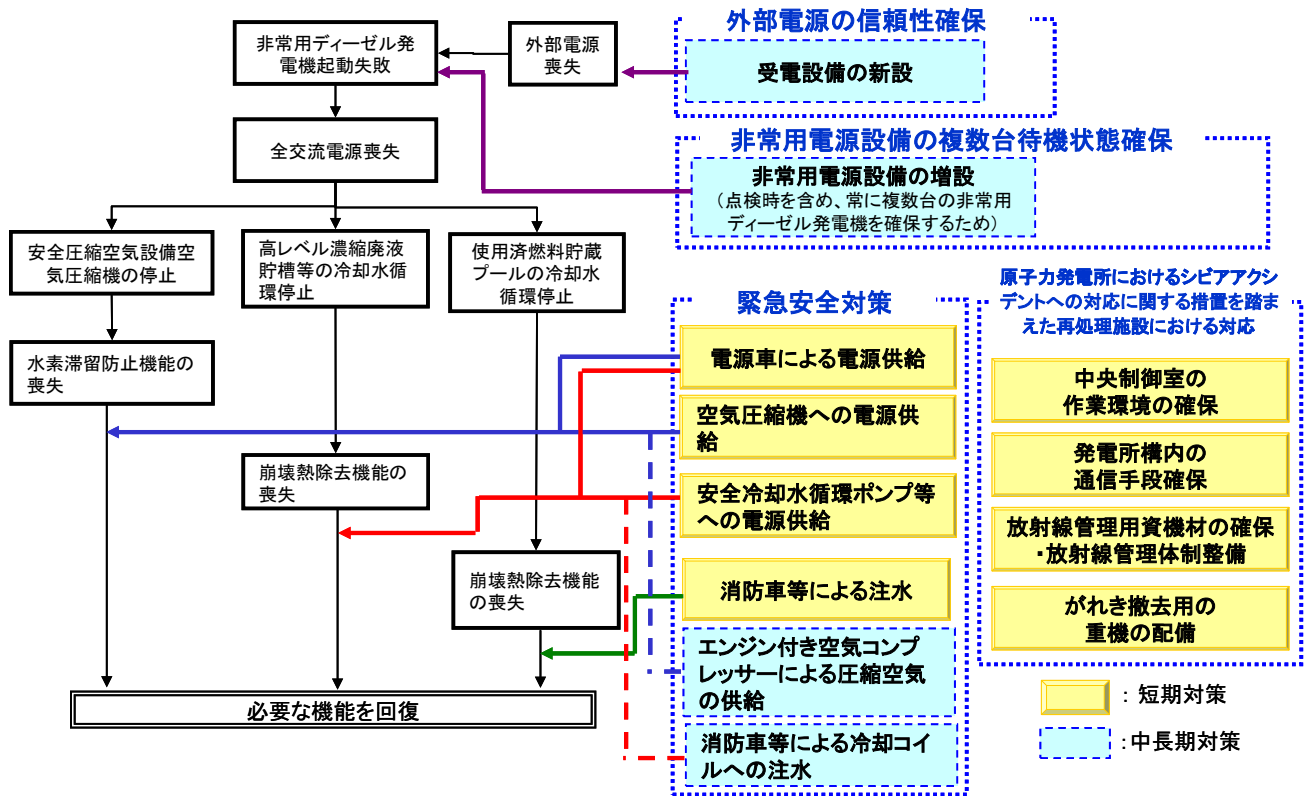 非常用ディーゼル発
電機起動失敗
外部電源
喪失
外部電源の信頼性確保
受電設備の新設
全交流電源喪失
非常用電源設備の複数台待機状態確保
非常用電源設備の増設
（点検時を含め、常に複数台の非常用
ディーゼル発電機を確保するため）
安全圧縮空気設備空
気圧縮機の停止
高レベル濃縮廃液
貯槽等の冷却水循
環停止
使用済燃料貯蔵
プールの冷却水
循環停止
水素滞留防止機能の
喪失
崩壊熱除去機能の
喪失
崩壊熱除去機能
の喪失
必要な機能を回復
緊急安全対策
電源車による電源供給
空気圧縮機への電源供
給
安全冷却水循環ポンプ等
への電源供給
消防車等による注水
エンジン付き空気コンプ
レッサーによる圧縮空気
の供給
消防車等による冷却コイ
ルへの注水
原子力発電所におけるシビアアクシ
デントへの対応に関する措置を踏ま
えた再処理施設における対応
中央制御室の
作業環境の確保
発電所構内の
通信手段確保
放射線管理用資機材の確保
・放射線管理体制整備
がれき撤去用の
重機の配備
：短期対策
：中長期対策